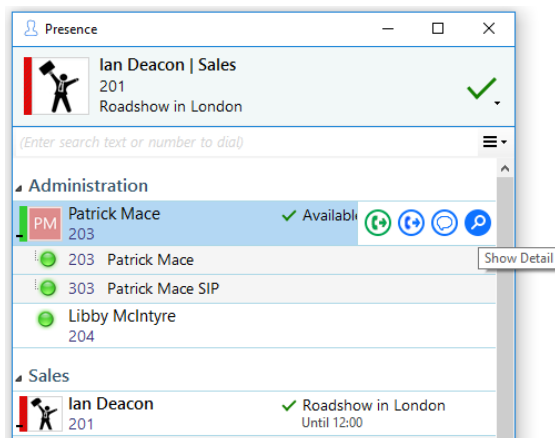 Presence
Ian Deacon | Sales
201
Roadshow in London
(Enter search text or number to dial)
Administration
Patrick Mace
Available
PM
203
Show Detail
203 Patrick Mace
303 Patrick Mace SIP
Libby McIntyre
204
Sales
Ian Deacon
Roadshow in London
201
Until 12:00